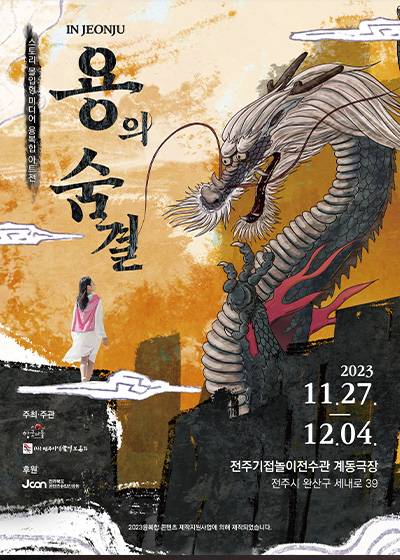 IN JEONJU
스토리 몰입형 미디어 융복합 아트전
용의
숨결
2023
11.27.
12.04.
전주기접놀이전수관 계동극장
전주시 완산구 세내로 39
주최·주관
후원
Jcon
2023융복합 콘텐츠 제작지원사업에 의해 제작되었습니다.